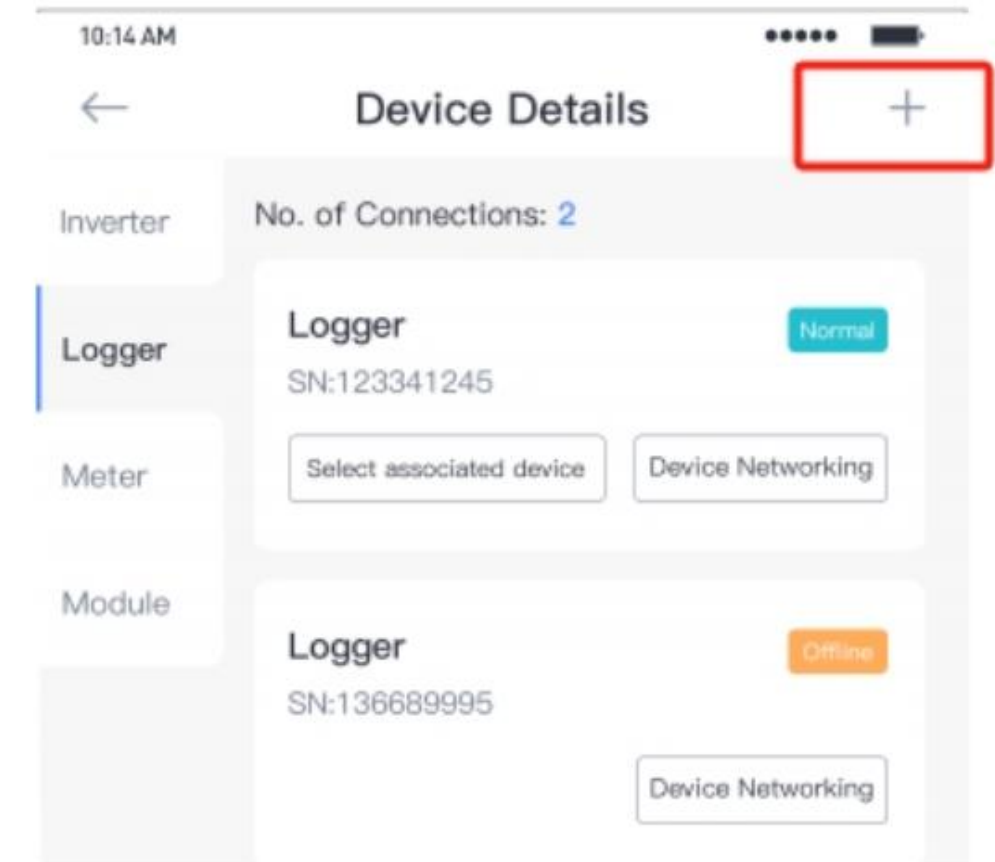 10:14 AM
Device Details
Inverter
No. of Connections: 2
Logger
Logger
Normal
SN:123341245
Select associated device
Device Networking
Meter
Module
Logger
Offline
SN:136689995
Device Networking